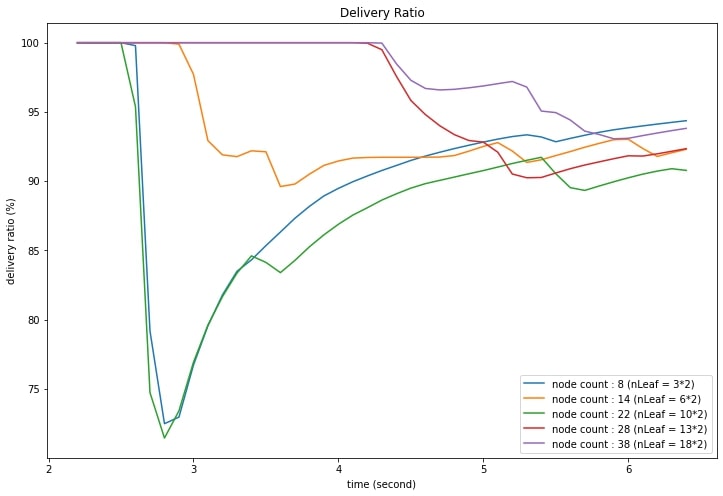 Delivery Ratio
delivery ratio (%)
100
95
90
85
80
75
2 3 4 5 6
time (second)
node count : 8 (nLeaf = 3*2)
node count : 14 (nLeaf = 6*2)
node count : 22 (nLeaf = 10*2)
node count : 28 (nLeaf = 13*2)
node count : 38 (nLeaf = 18*2)